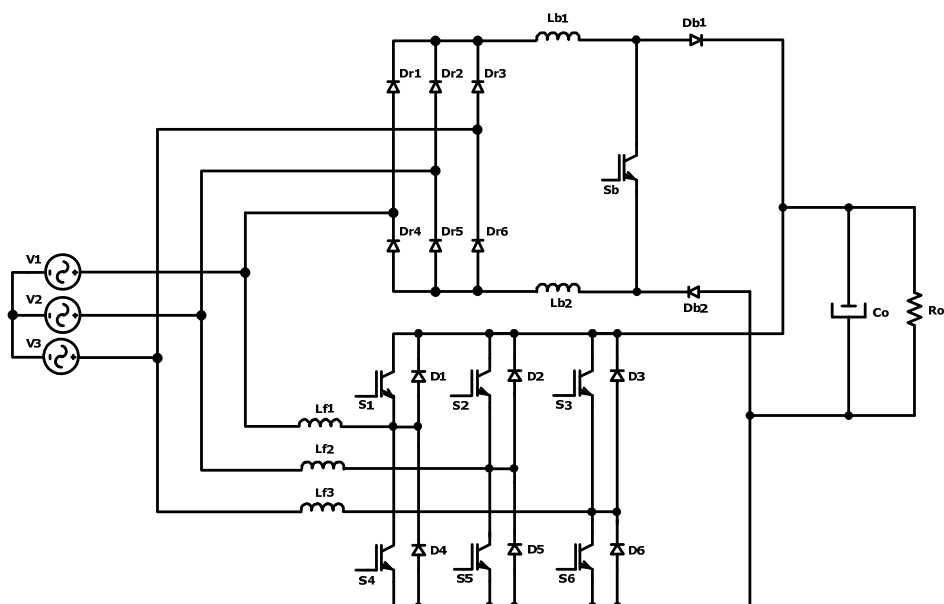 Lb1
Db1
Dr1 Dr2 Dr3
Sb
Dr4 Dr5 Dr6
V1
V2
V3
Lb2
Db2
Co
Ro
S1 D1 S2 D2 S3 D3
Lf1
Lf2
Lf3
S4 D4 S5 D5 S6 D6